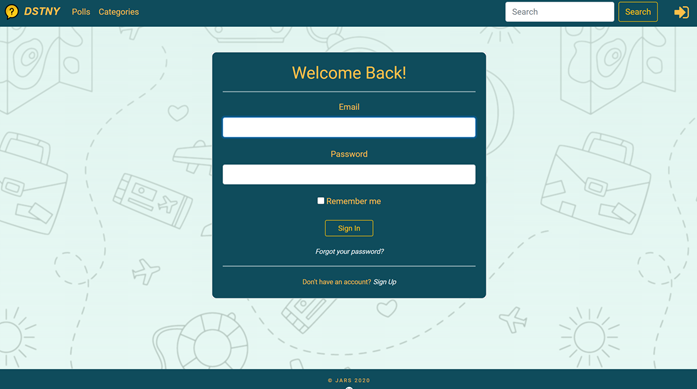 DSTNY Polls Categories Search Search
Welcome Back!
Email
Password
Remember me
Sign In
Forgot your password?
Don't have an account? Sign Up
© JARS 2020